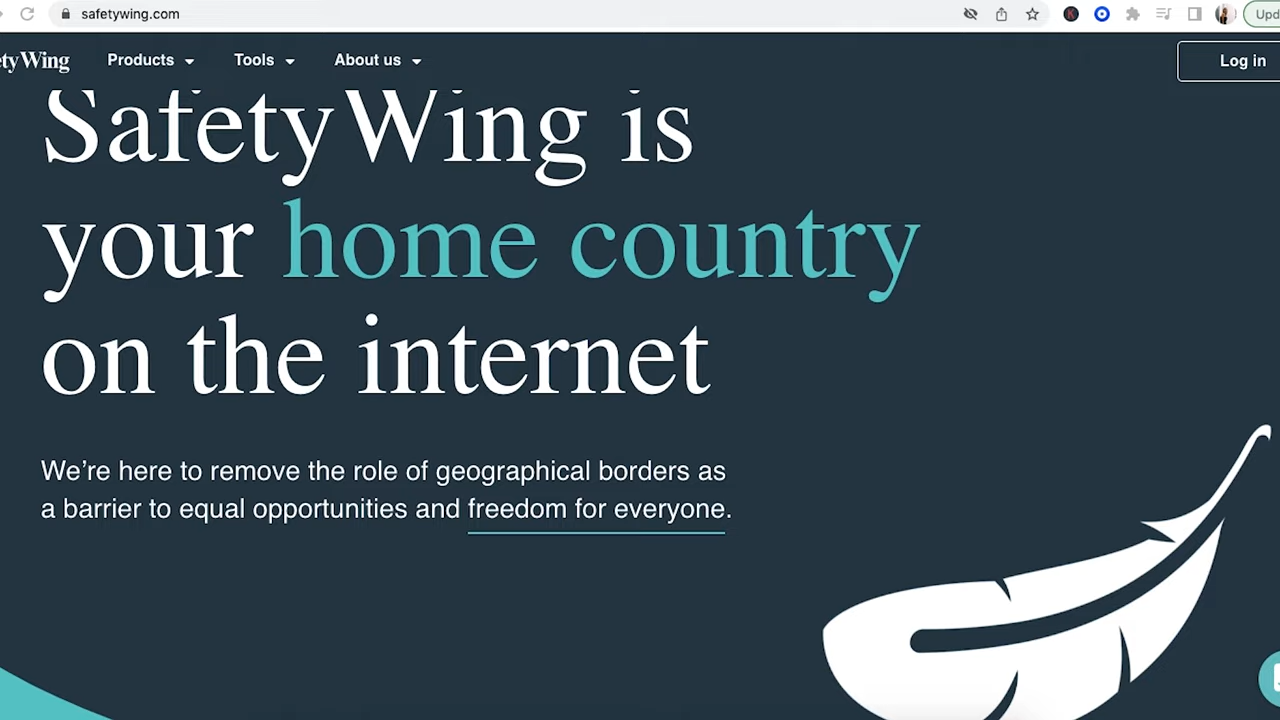 safetywing.com
Upd
etyWing
Products
Tools
About us
Log in
SafetyWing is
your home country
on the internet
We're here to remove the role of geographical borders as
a barrier to equal opportunities and freedom for everyone.